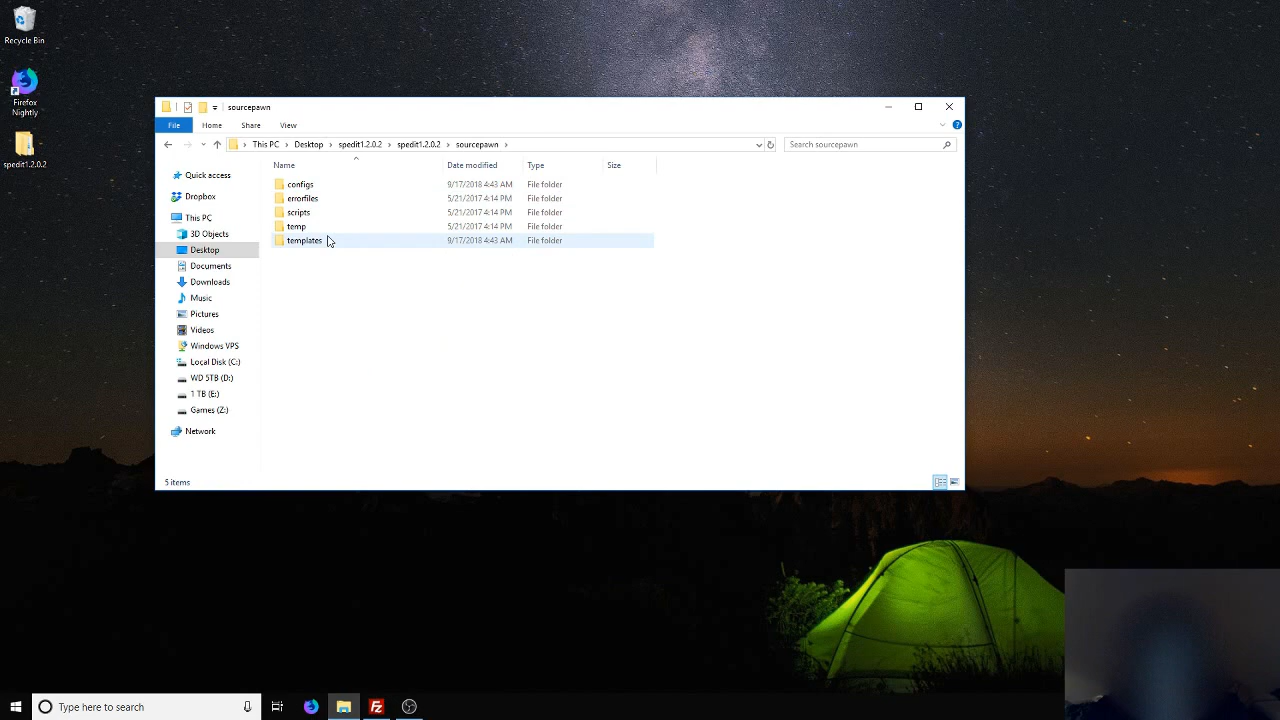 Recycle Bin
Firefox
Nightly
spedit1.2.0.2
sourcepawn
File Home Share View
This PC Desktop spedit1.2.0.2 spedit1.2.0.2 sourcepawn
Search sourcepawn
Name Date modified Type Size
configs 9/17/2018 4:43 AM File folder
errorfiles 5/21/2017 4:14 PM File folder
scripts 5/21/2017 4:14 PM File folder
temp 5/21/2017 4:14 PM File folder
templates 9/17/2018 4:43 AM File folder
Quick access
Dropbox
This PC
3D Objects
Desktop
Documents
Downloads
Music
Pictures
Videos
Windows VPS
Local Disk (C:)
WD 5TB (D:)
1 TB (E:)
Games (Z:)
Network
5 items
Type here to search